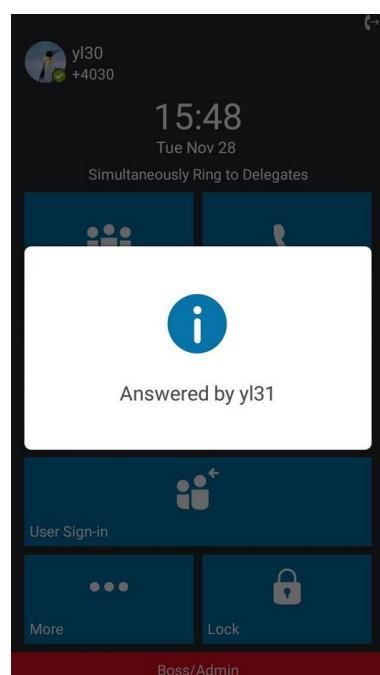 yl30
+4030
15:48
Tue Nov 28
Simultaneously Ring to Delegates
Answered by yl31
User Sign-in
More
Lock
Boss/Admin